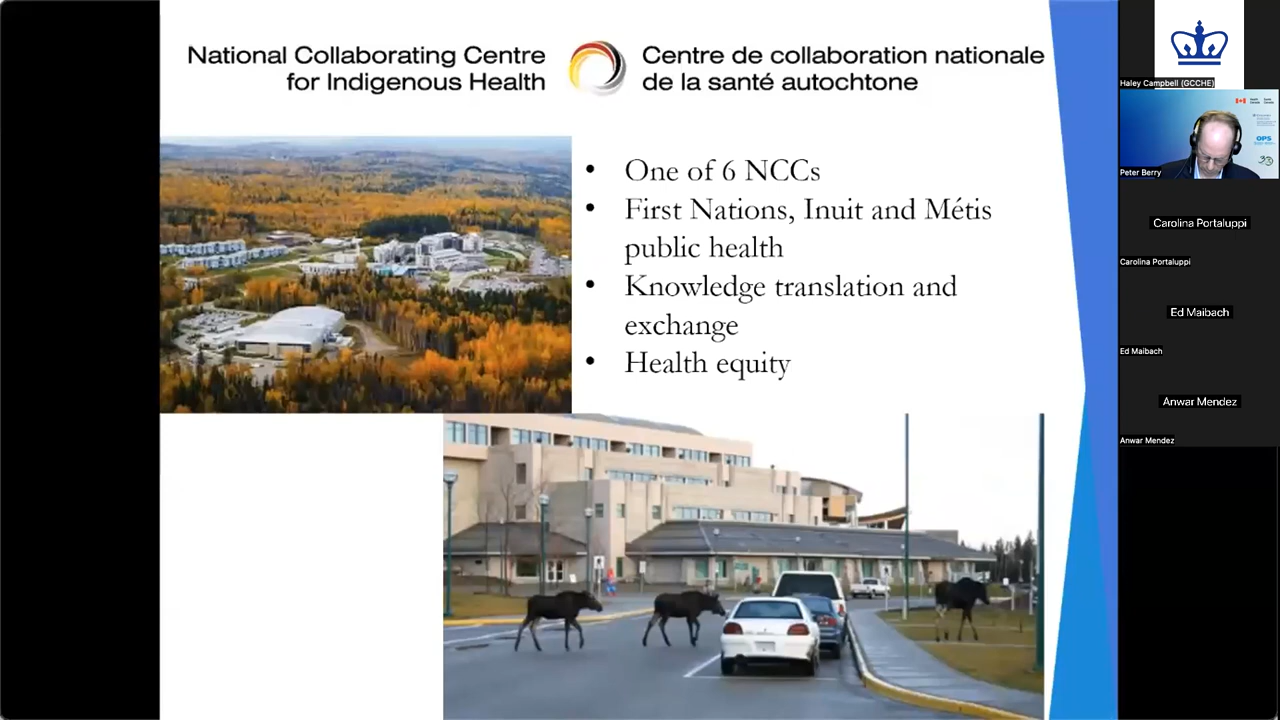 National Collaborating Centre
for Indigenous Health
Centre de collaboration nationale
de la santé autochtone
• One of 6 NCCs
• First Nations, Inuit and Métis
public health
• Knowledge translation and
exchange
• Health equity
Haley Campbell (GCCHE)
OPS
Peter Berry
Carolina Portaluppi
Carolina Portaluppi
Ed Maibach
Ed Maibach
Anwar Mendez
Anwar Mendez